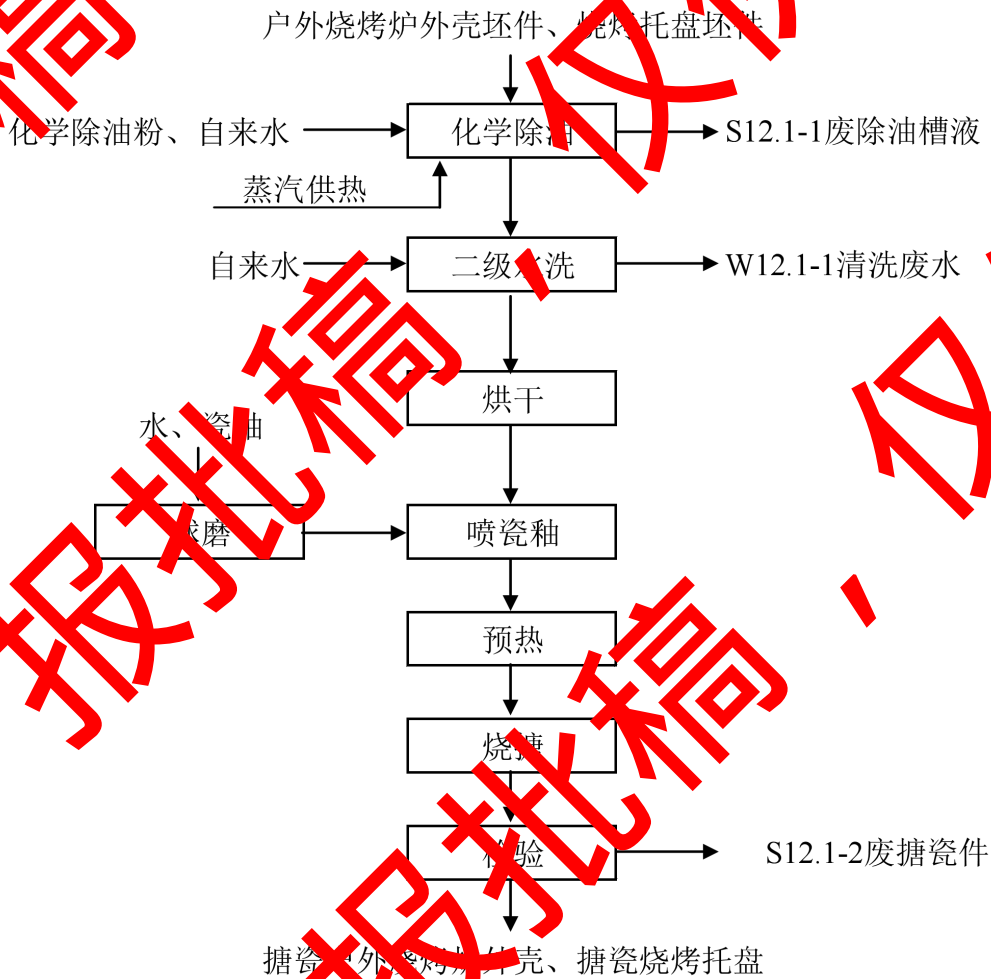 户外烧烤炉外壳坯件、烧烤托盘坯件
化学除油粉、自来水
化学除油
S12.1-1废除油槽液
蒸汽供热
自来水
二级水洗
W12.1-1清洗废水
烘干
水、瓷釉
球磨
喷瓷釉
预热
烧搪
检验
S12.1-2废搪瓷件
搪瓷户外烧烤炉外壳、搪瓷烧烤托盘
稿
仅
报批稿,
仅
报批稿,